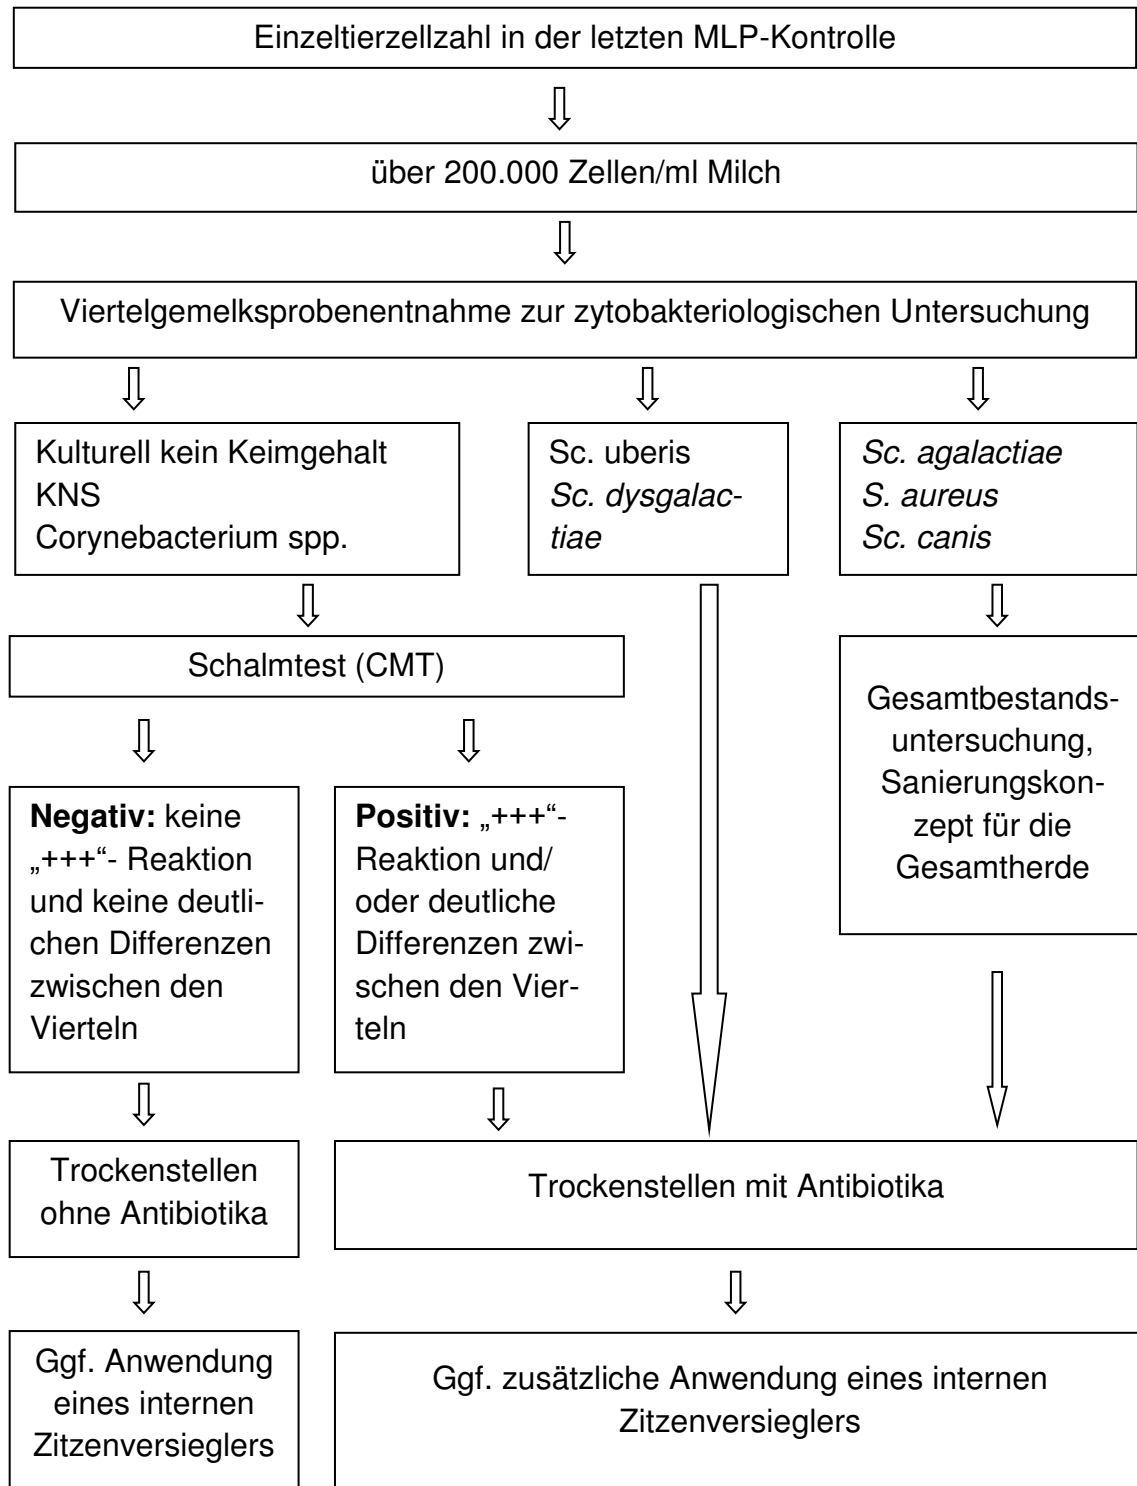 Einzeltierzellzahl in der letzten MLP-Kontrolle
über 200.000 Zellen/ml Milch
Viertelgemelksprobenentnahme zur zytobakteriologischen Untersuchung
Kulturell kein Keimgehalt
KNS
Corynebacterium spp.
Sc. uberis
Sc. dysgalac-
tiae
Sc. agalactiae
S. aureus
Sc. canis
Schalmtest (CMT)
Gesamtbestands-
untersuchung,
Sanierungskon-
zept für die
Gesamtherde
Negativ: keine
„+++“- Reaktion
und keine deutli-
chen Differenzen
zwischen den
Vierteln
Positiv: „+++“-
Reaktion und/
oder deutliche
Differenzen zwi-
schen den Vier-
teln
Trockenstellen
ohne Antibiotika
Trockenstellen mit Antibiotika
Ggf. Anwendung
eines internen
Zitzenversieglers
Ggf. zusätzliche Anwendung eines internen
Zitzenversieglers